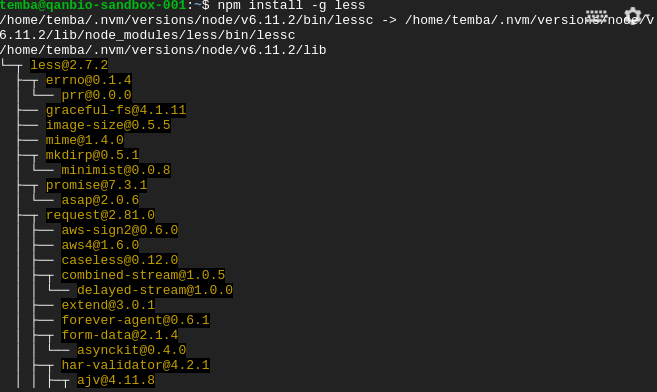 temba@qanbio-sandbox-001:~$ npm install -g less
/home/temba/.nvm/versions/node/v6.11.2/bin/lessc -> /home/temba/.nvm/versions/node/v
6.11.2/lib/node_modules/less/bin/lessc
/home/temba/.nvm/versions/node/v6.11.2/lib
└─┬ less@2.7.2
  ├─┬ errno@0.1.4
  │ └── prr@0.0.0
  ├── graceful-fs@4.1.11
  ├── image-size@0.5.5
  ├── mime@1.4.0
  ├─┬ mkdirp@0.5.1
  │ └── minimist@0.0.8
  ├─┬ promise@7.3.1
  │ └── asap@2.0.6
  ├─┬ request@2.81.0
  │ ├── aws-sign2@0.6.0
  │ ├── aws4@1.6.0
  │ ├── caseless@0.12.0
  │ ├─┬ combined-stream@1.0.5
  │ │ └── delayed-stream@1.0.0
  │ ├── extend@3.0.1
  │ ├── forever-agent@0.6.1
  │ ├─┬ form-data@2.1.4
  │ │ └── asynckit@0.4.0
  │ ├─┬ har-validator@4.2.1
  │ │ ├─┬ ajv@4.11.8